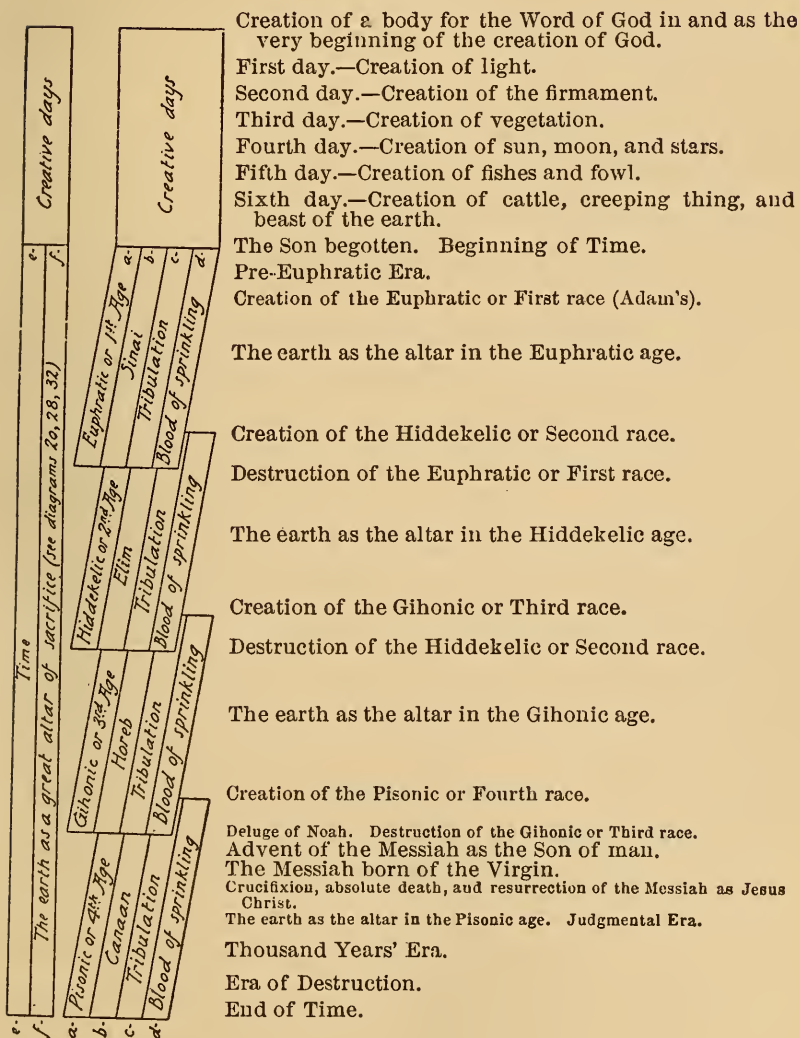 Creation of a body for the Word of God in and as the
very beginning of the creation of God.
First day.—Creation of light.
Second day.—Creation of the firmament.
Third day.—Creation of vegetation.
Fourth day.—Creation of sun, moon, and stars.
Fifth day.—Creation of fishes and fowl.
Sixth day.—Creation of cattle, creeping thing, and
beast of the earth.
The Son begotten. Beginning of Time.
Pre-Euphratic Era.
Creation of the Euphratic or First race (Adam's).
The earth as the altar in the Euphratic age.
Creation of the Hiddekelic or Second race.
Destruction of the Euphratic or First race.
The earth as the altar in the Hiddekelic age.
Creation of the Gihonic or Third race.
Destruction of the Hiddekelic or Second race.
The earth as the altar in the Gihonic age.
Creation of the Pisonic or Fourth race.
Deluge of Noah. Destruction of the Gihonic or Third race.
Advent of the Messiah as the Son of man.
The Messiah born of the Virgin.
Crucifixion, absolute death, and resurrection of the Messiah as Jesus
Christ.
The earth as the altar in the Pisonic age. Judgmental Era.
Thousand Years' Era.
Era of Destruction.
End of Time.
Creative days
Creative days
e-
f-
Time
The earth as a great altar of sacrifice (see diagrams 20, 28, 32)
e-
f-
Euphratic or 1st Age a-
Sinai b-
Tribulation c-
Blood of sprinkling d-
Hiddekelic or 2nd Age
Elim
Tribulation
Blood of sprinkling
Gihonic or 3rd Age
Horeb
Tribulation
Blood of sprinkling
a- Pisonic or 4th Age
b- Canaan
c- Tribulation
d- Blood of sprinkling